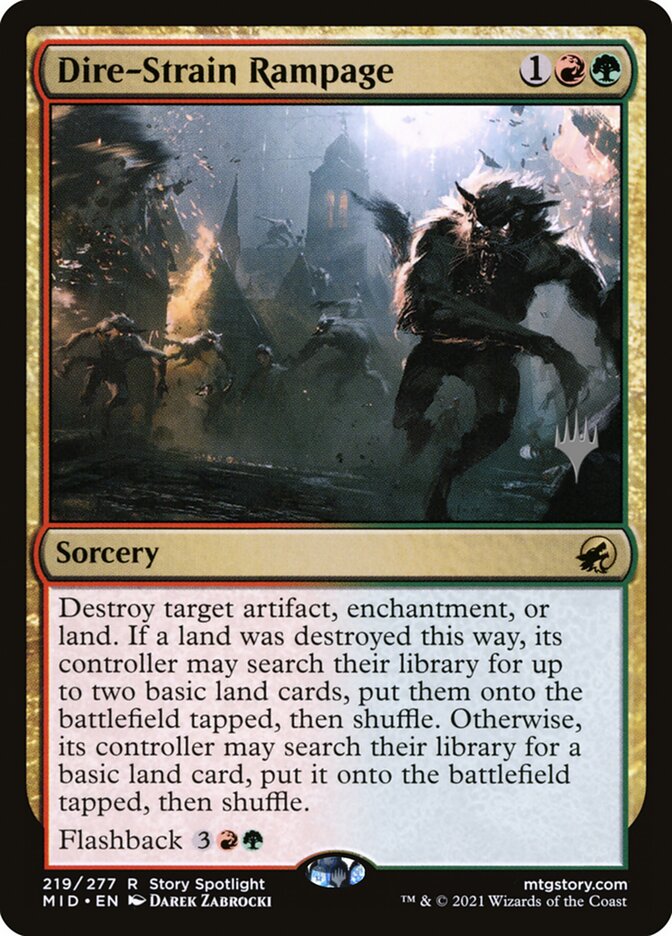 Dire-Strain Rampage 1
Sorcery
Destroy target artifact, enchantment, or
land. If a land was destroyed this way, its
controller may search their library for up
to two basic land cards, put them onto the
battlefield tapped, then shuffle. Otherwise,
its controller may search their library for a
basic land card, put it onto the battlefield
tapped, then shuffle.
Flashback 3
219/277 R Story Spotlight mtgstory.com
MID • EN DAREK ZABROCKI ™ & © 2021 Wizards of the Coast